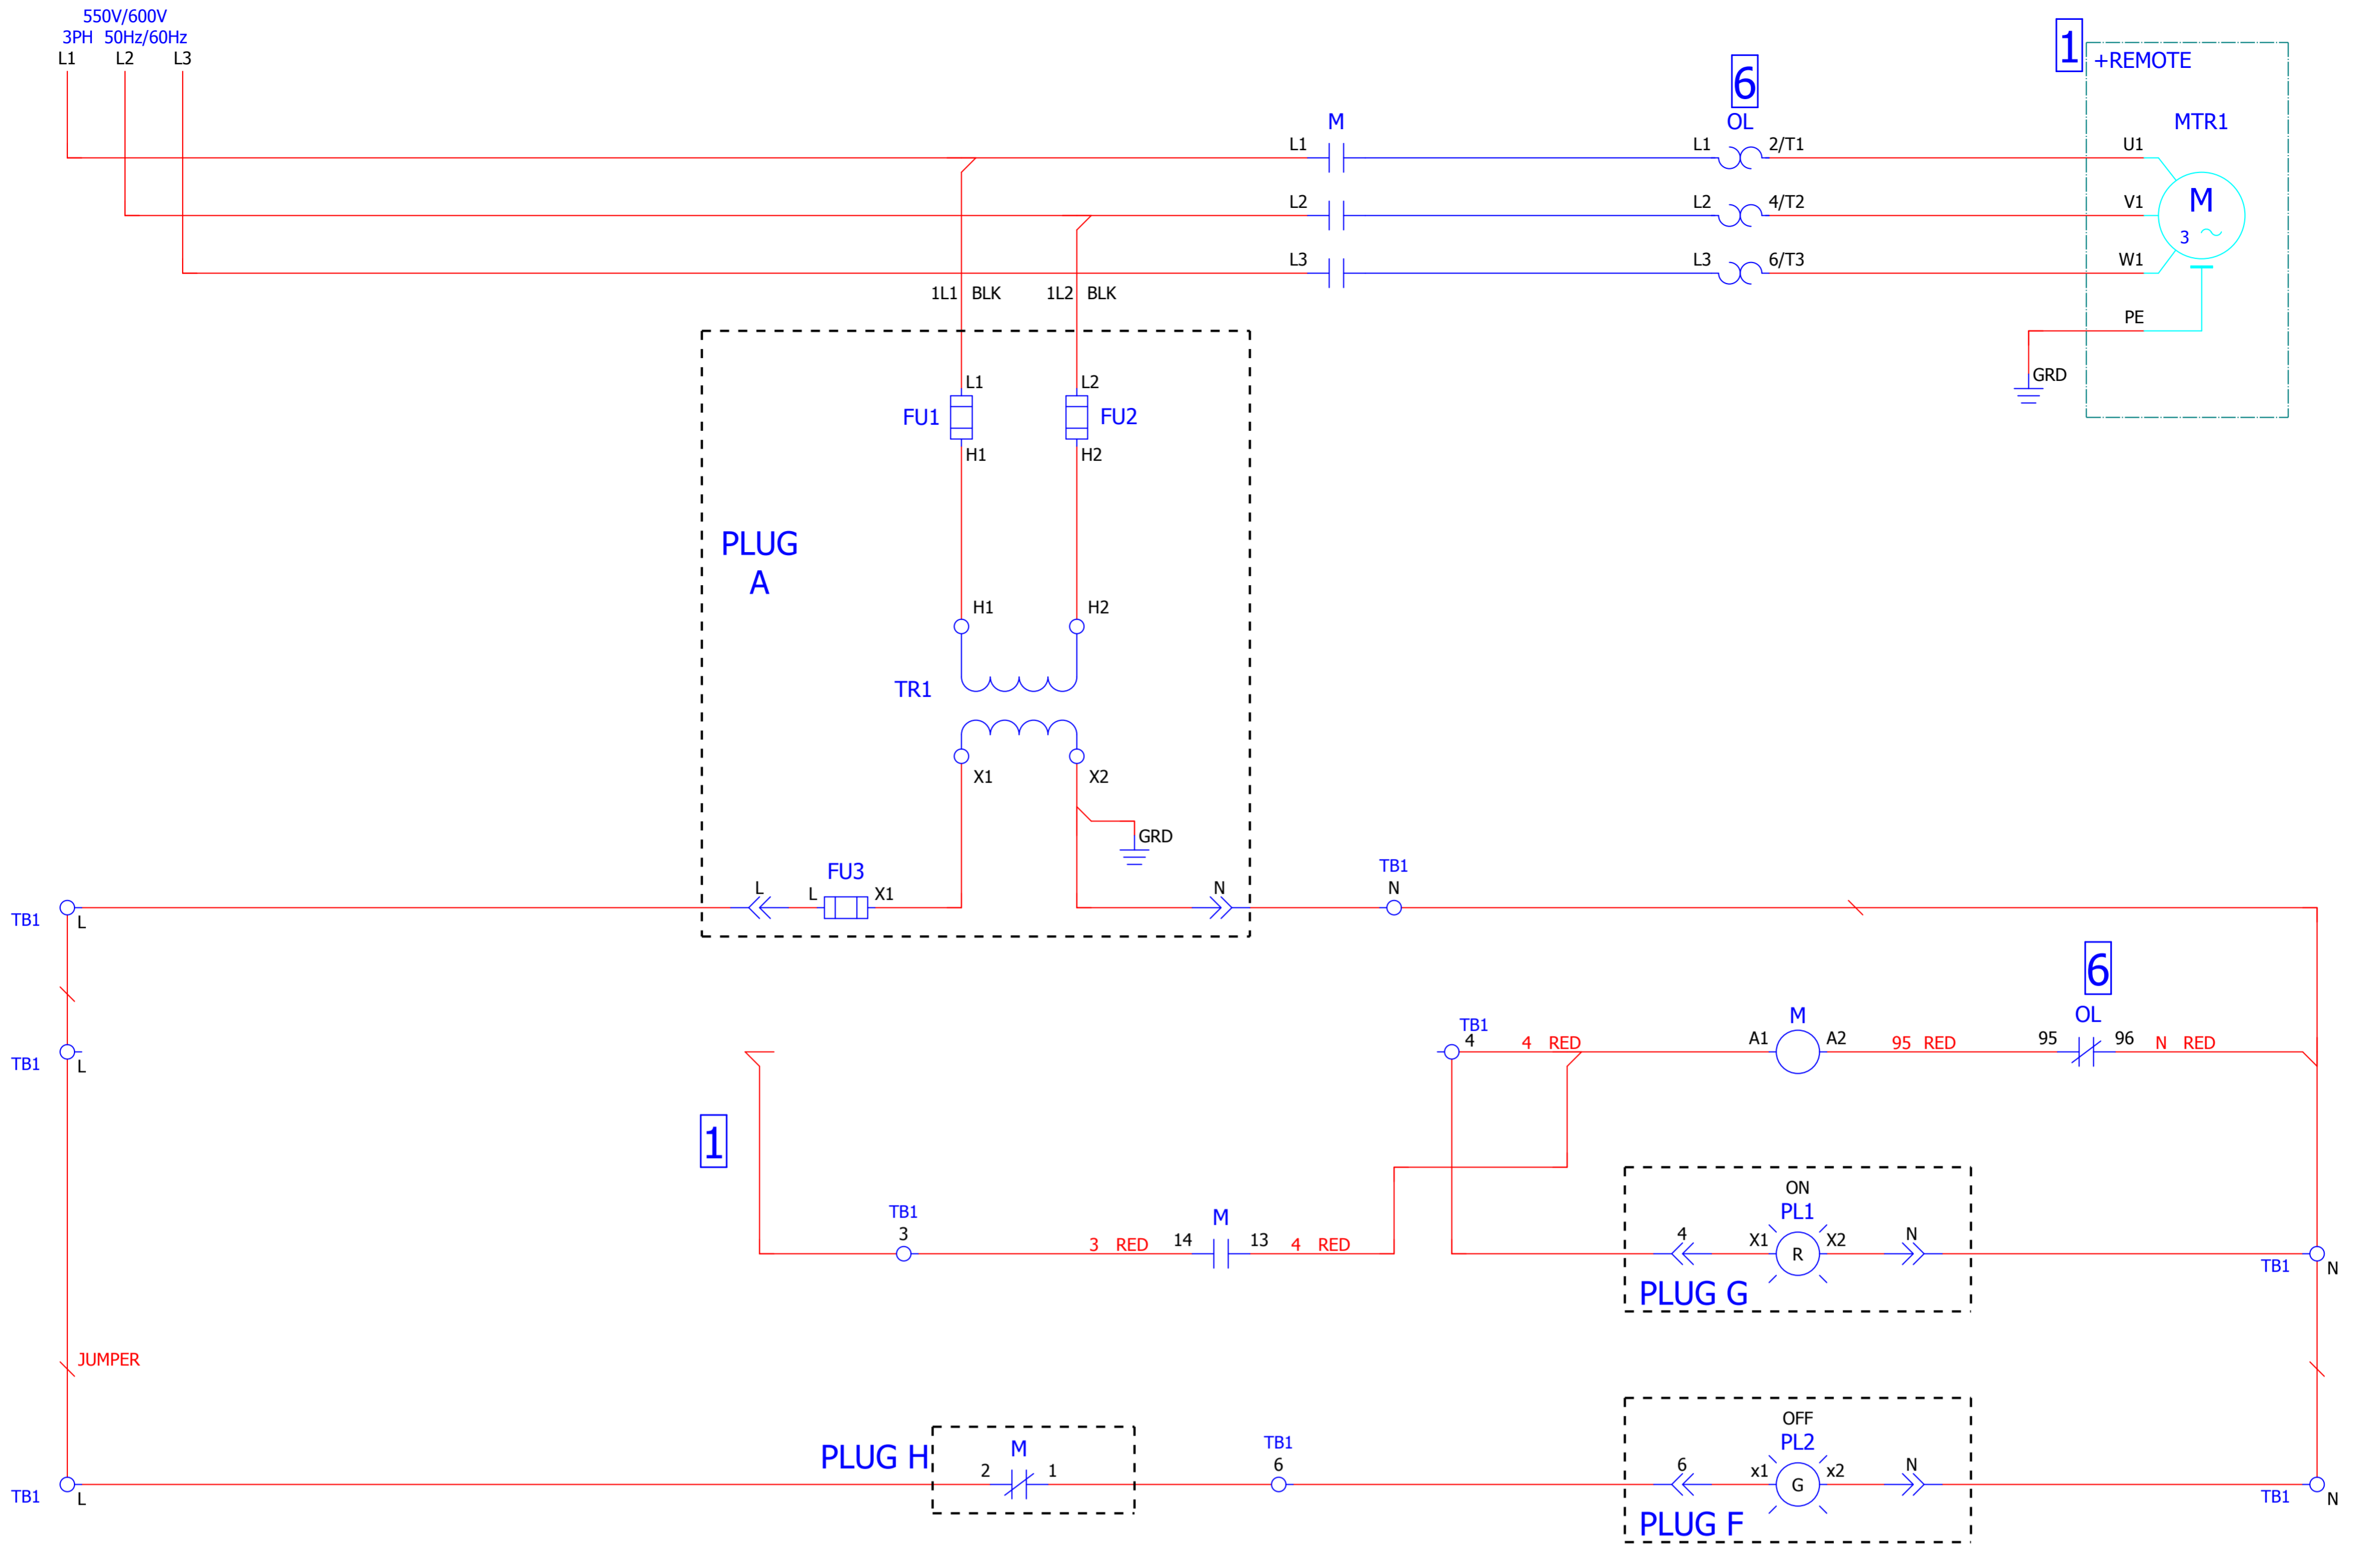 550V/600V
3PH 50Hz/60Hz
L1 L2 L3
1
+REMOTE
6
OL
M
MTR1
L1 L1 2/T1 U1
M
3
L2 L2 4/T2 V1
L3 L3 6/T3 W1
1L1 BLK 1L2 BLK
PE
GRD
L1 L2
FU1 FU2
H1 H2
PLUG
A
H1 H2
TR1
X1 X2
GRD
FU3
L L X1 N
TB1
N
TB1 L
6
OL
TB1
4 4 RED A1 M A2 95 RED 95 96 N RED
TB1 L
1
ON
PL1
TB1
3 3 RED 14 M 13 4 RED
4 X1 R X2 N
TB1 N
PLUG G
JUMPER
OFF
PL2
PLUG H
M
2 1
TB1
6
6 x1 G x2 N
TB1 L
TB1 N
PLUG F